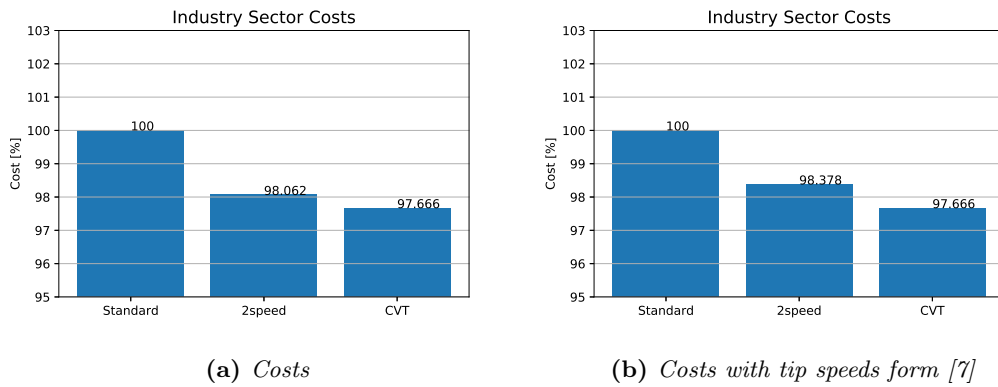 Industry Sector Costs
103
102
101
100
99
98
97
96
95
Cost [%]
100
98.062
97.666
Standard
2speed
CVT
(a) Costs
Industry Sector Costs
103
102
101
100
99
98
97
96
95
Cost [%]
100
98.378
97.666
Standard
2speed
CVT
(b) Costs with tip speeds form [7]